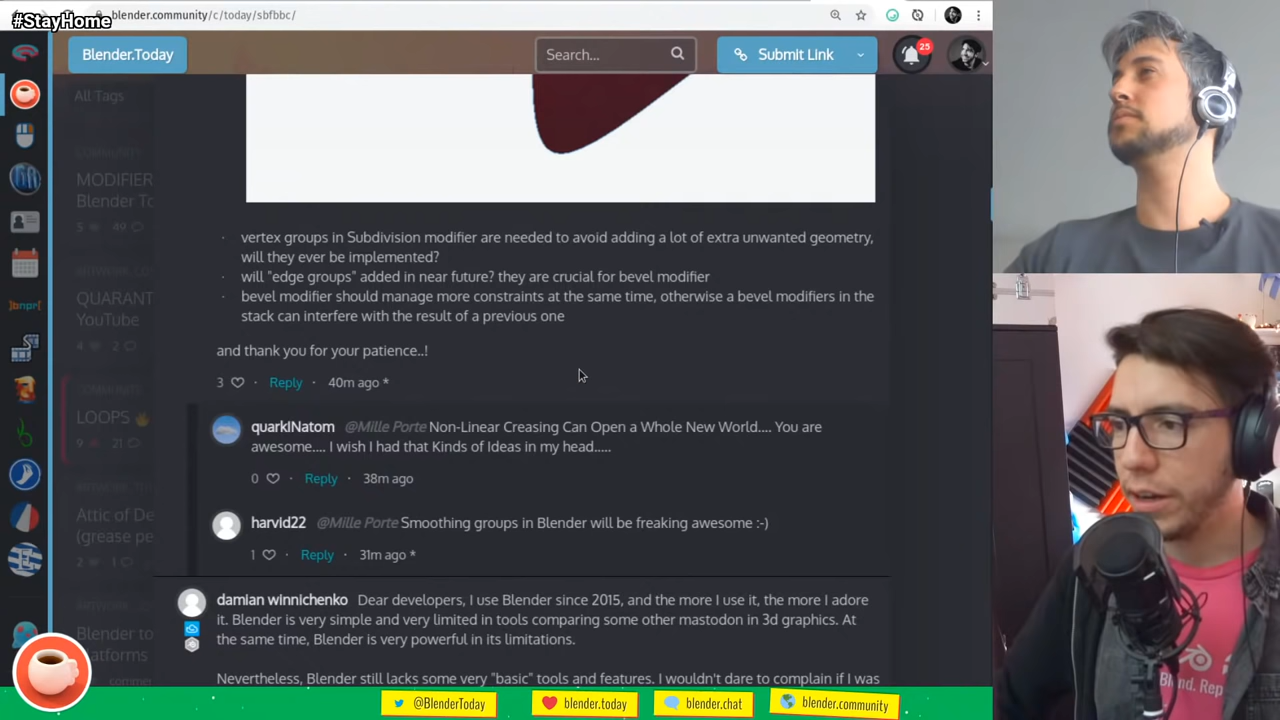 #StayHome
blender.community/c/today/sbfbbc/
Blender.Today
Search...
Submit Link
25
All Tags
MODIFIER
Blender To
5 49
QUARANT
YouTube
4 2
LOOPS
9 21
Attic of De
(grease pe
2 1
Blender to
platforms
comme
· vertex groups in Subdivision modifier are needed to avoid adding a lot of extra unwanted geometry,
will they ever be implemented?
· will "edge groups" added in near future? they are crucial for bevel modifier
· bevel modifier should manage more constraints at the same time, otherwise a bevel modifiers in the
stack can interfere with the result of a previous one
and thank you for your patience..!
3 · Reply · 40m ago *
quarklNatom @Mille Porte Non-Linear Creasing Can Open a Whole New World.... You are
awesome.... I wish I had that Kinds of Ideas in my head.....
0 · Reply · 38m ago
harvid22 @Mille Porte Smoothing groups in Blender will be freaking awesome :-)
1 · Reply · 31m ago *
damian winnichenko Dear developers, I use Blender since 2015, and the more I use it, the more I adore
it. Blender is very simple and very limited in tools comparing some other mastodon in 3d graphics. At
the same time, Blender is very powerful in its limitations.
Nevertheless, Blender still lacks some very "basic" tools and features. I wouldn't dare to complain if I was
@BlenderToday
blender.today
blender.chat
blender.community